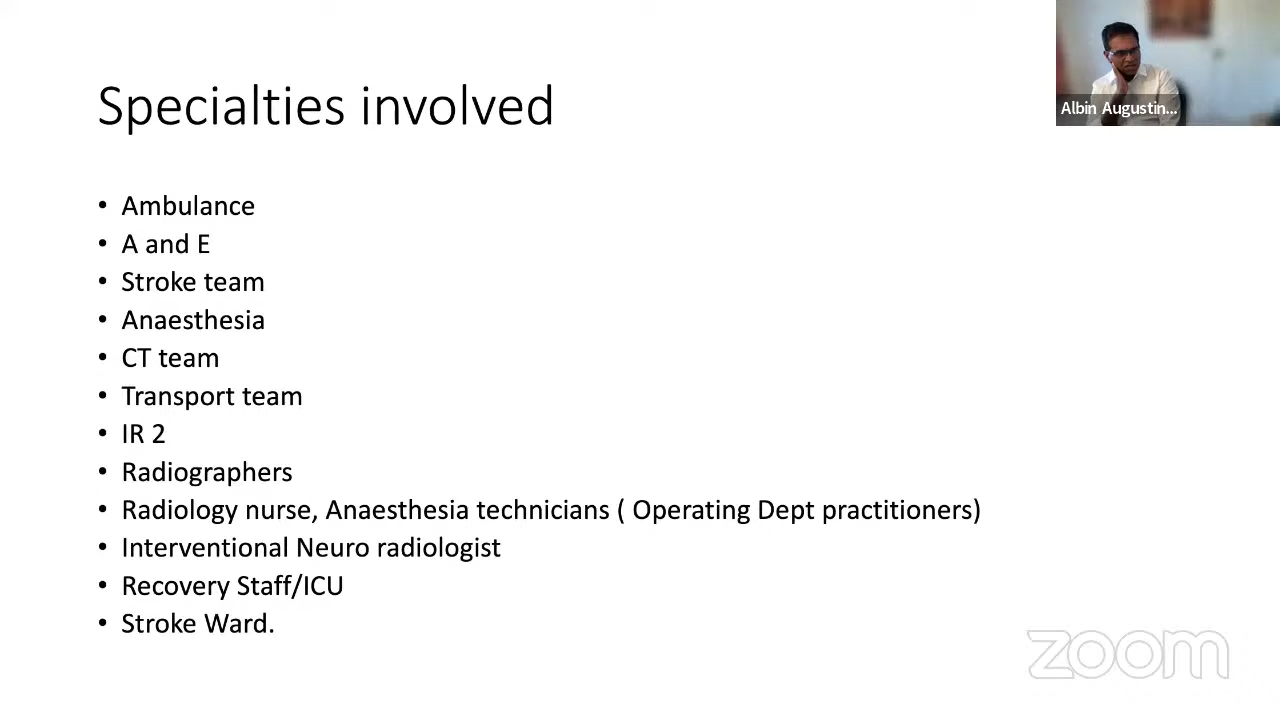 Specialties involved
Albin Augustin...
• Ambulance
• A and E
• Stroke team
• Anaesthesia
• CT team
• Transport team
• IR 2
• Radiographers
• Radiology nurse, Anaesthesia technicians ( Operating Dept practitioners)
• Interventional Neuro radiologist
• Recovery Staff/ICU
• Stroke Ward.
zoom